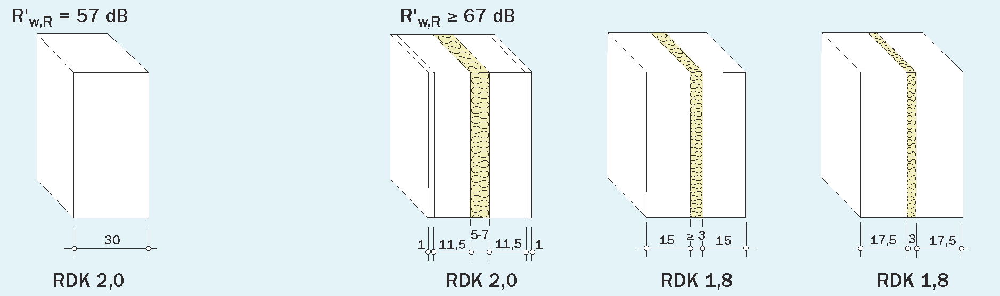 R'w,R = 57 dB
R'w,R ≥ 67 dB
30
1 11,5 5-7 11,5 1
15 ≥ 3 15
17,5 3 17,5
RDK 2,0
RDK 2,0
RDK 1,8
RDK 1,8